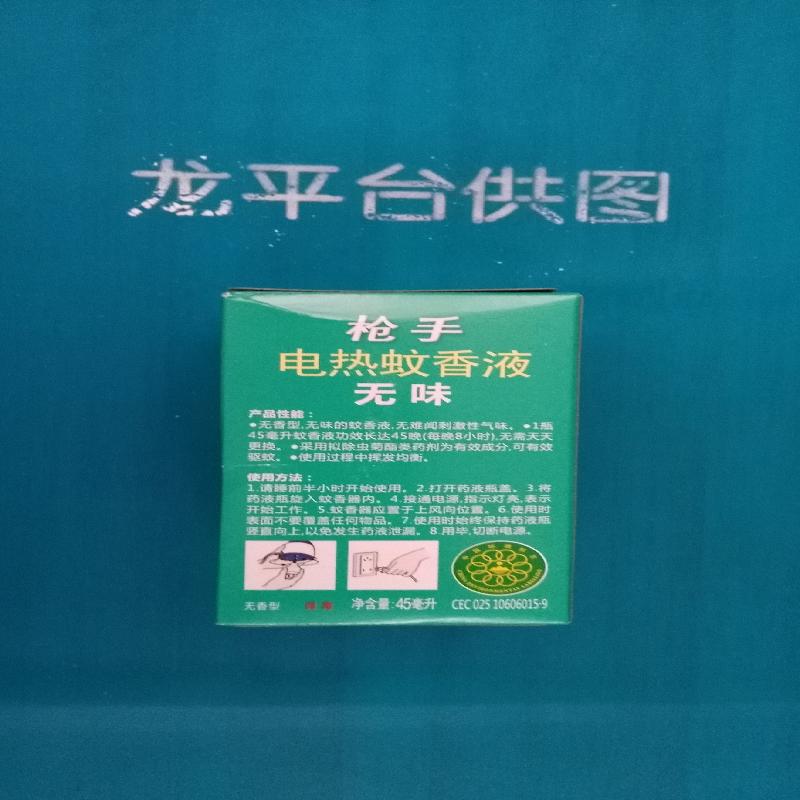 龙平台供图
枪手
电热蚊香液
无味
产品性能：
●无香型,无味的蚊香液,无难闻刺激性气味。●1瓶
45毫升蚊香液功效长达45晚(每晚8小时),无需天天
更换。●采用拟除虫菊酯类药剂为有效成分,可有效
驱蚊。●使用过程中挥发均衡。
使用方法：
1.请睡前半小时开始使用。2.打开药液瓶盖。3.将
药液瓶旋入蚊香器内。4.接通电源,指示灯亮,表示
开始工作。5.蚊香器应置于上风向位置。6.使用时
表面不要覆盖任何物品。7.使用时始终保持药液瓶
竖直向上,以免发生药液泄漏。8.用毕,切断电源。
无香型 净含量:45毫升 CEC 025 10606015-9